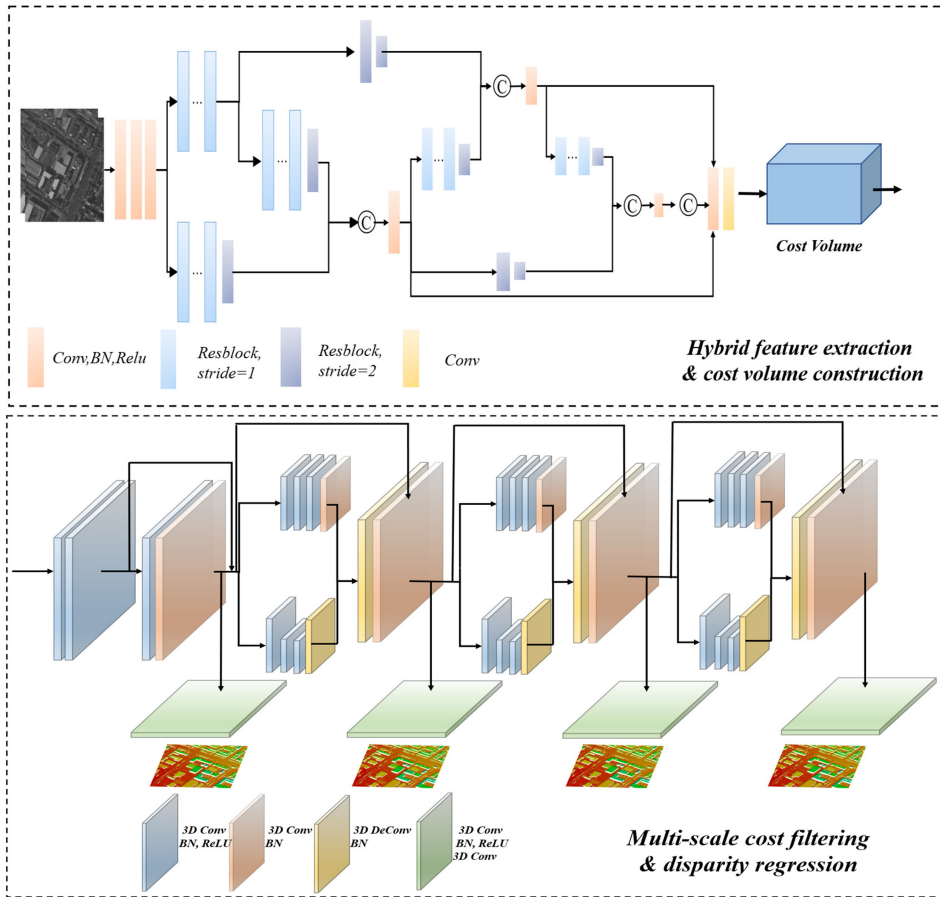 C
C
C
C
Cost Volume
Conv,BN,Relu
Resblock,
stride=1
Resblock,
stride=2
Conv
Hybrid feature extraction
& cost volume construction
3D Conv
BN, ReLU
3D Conv
BN
3D DeConv
BN
3D Conv
BN, ReLU
3D Conv
Multi-scale cost filtering
& disparity regression